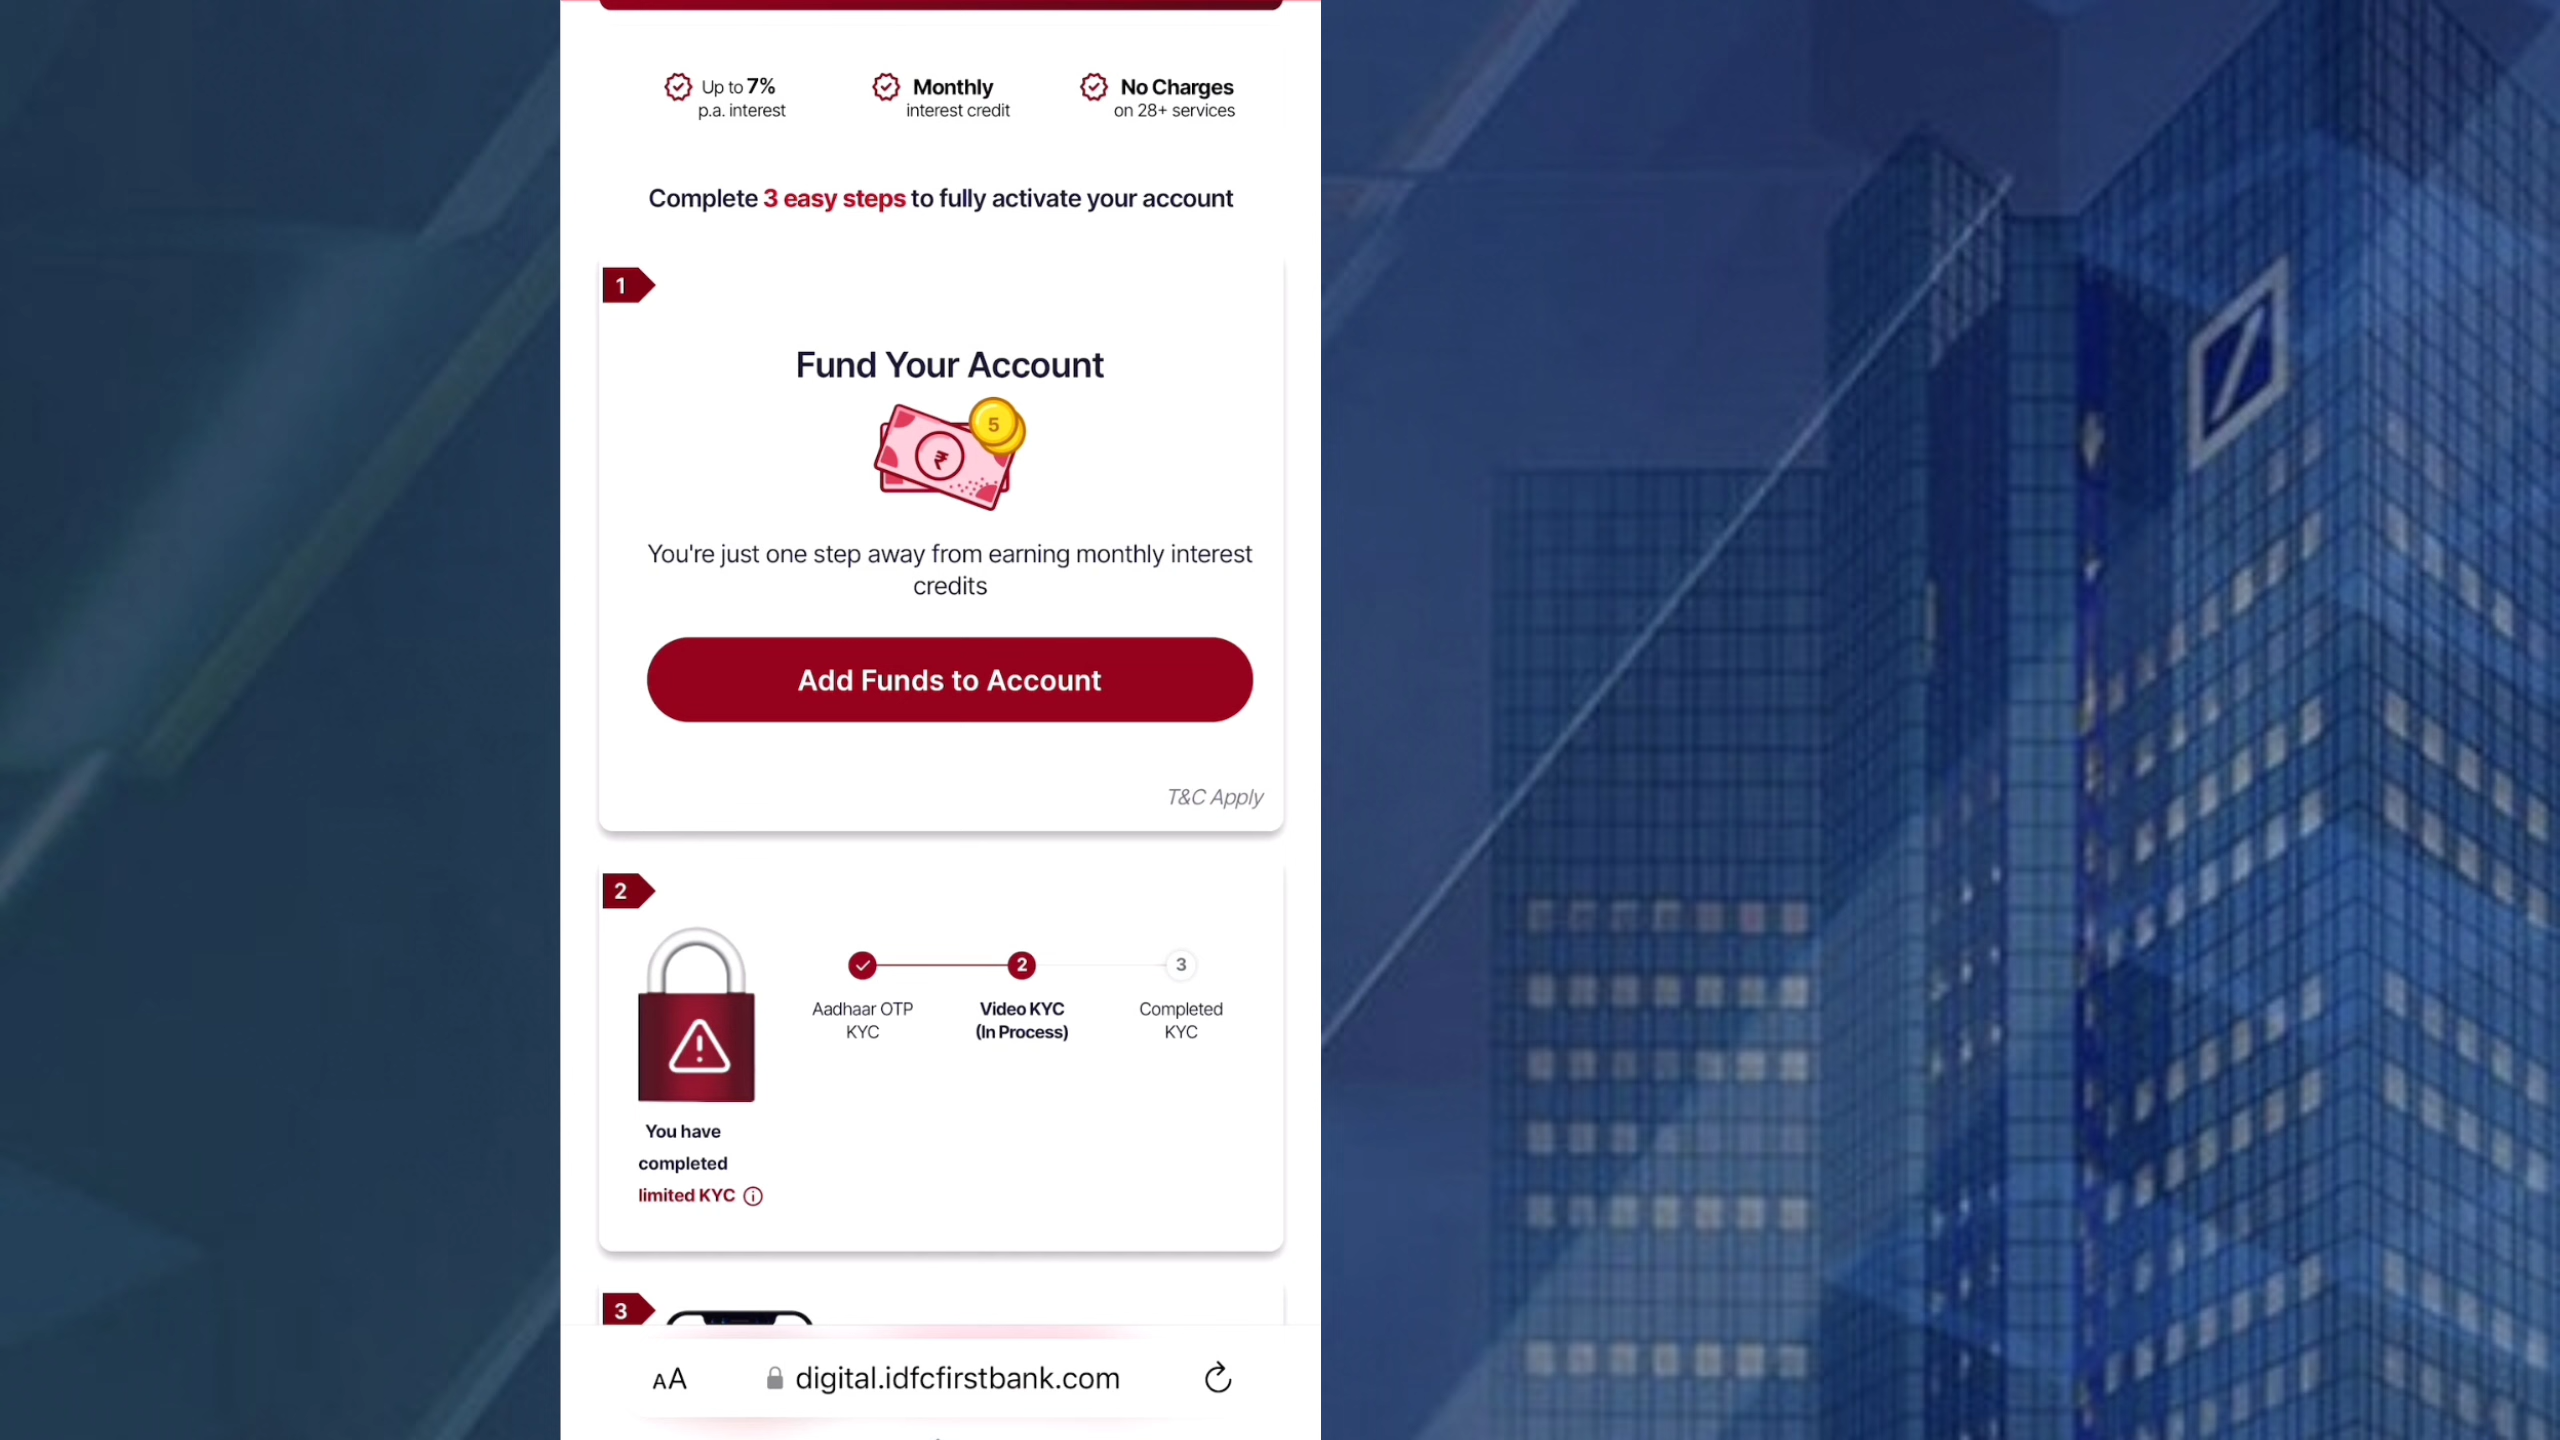 Up to 7%
p.a. interest
Monthly
interest credit
No Charges
on 28+ services
Complete 3 easy steps to fully activate your account
1
Fund Your Account
5
₹
You're just one step away from earning monthly interest
credits
Add Funds to Account
T&C Apply
2
2
3
Aadhaar OTP
KYC
Video KYC
(In Process)
Completed
KYC
You have
completed
limited KYC
3
AA
digital.idfcfirstbank.com